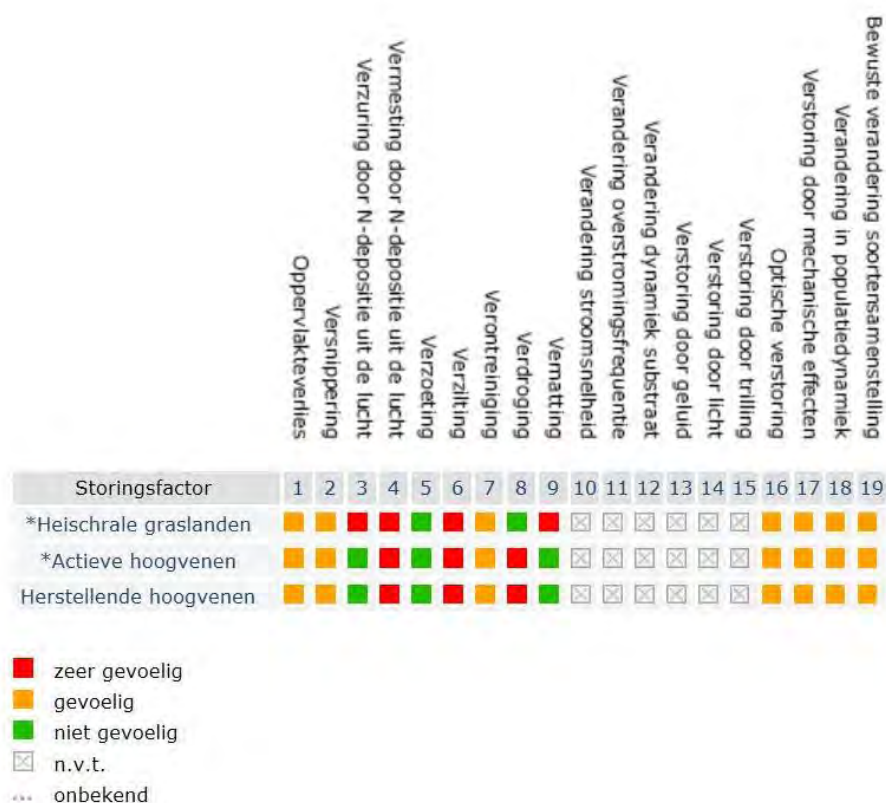 Oppervlakteverlies
Versnippering
Verzuring door N-depositie uit de lucht
Vermesting door N-depositie uit de lucht
Verzoeting
Verzilting
Verontreiniging
Verdroging
Vernatting
Verandering stroomsnelheid
Verandering overstromingsfrequentie
Verandering dynamiek substraat
Verstoring door geluid
Verstoring door licht
Verstoring door trilling
Optische verstoring
Verstoring door mechanische effecten
Verandering in populatiedynamiek
Bewuste verandering soortensamenstelling
Storingsfactor 1 2 3 4 5 6 7 8 9 10 11 12 13 14 15 16 17 18 19
*Heischrale graslanden
*Actieve hoogvenen
Herstellende hoogvenen
zeer gevoelig
gevoelig
niet gevoelig
n.v.t.
... onbekend